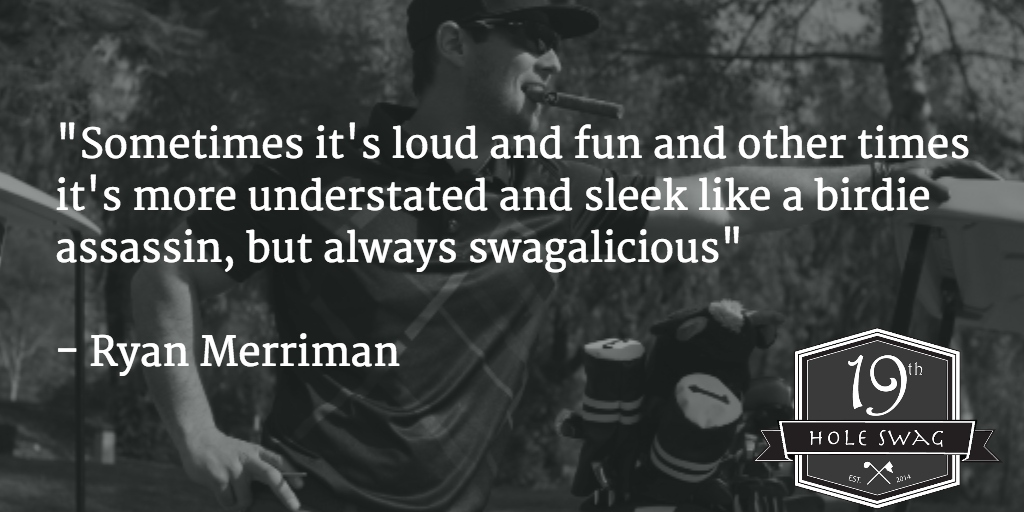 "Sometimes it's loud and fun and other times
it's more understated and sleek like a birdie
assassin, but always swagalicious"
- Ryan Merriman
19th
HOLE SWAG
EST. 2014
1